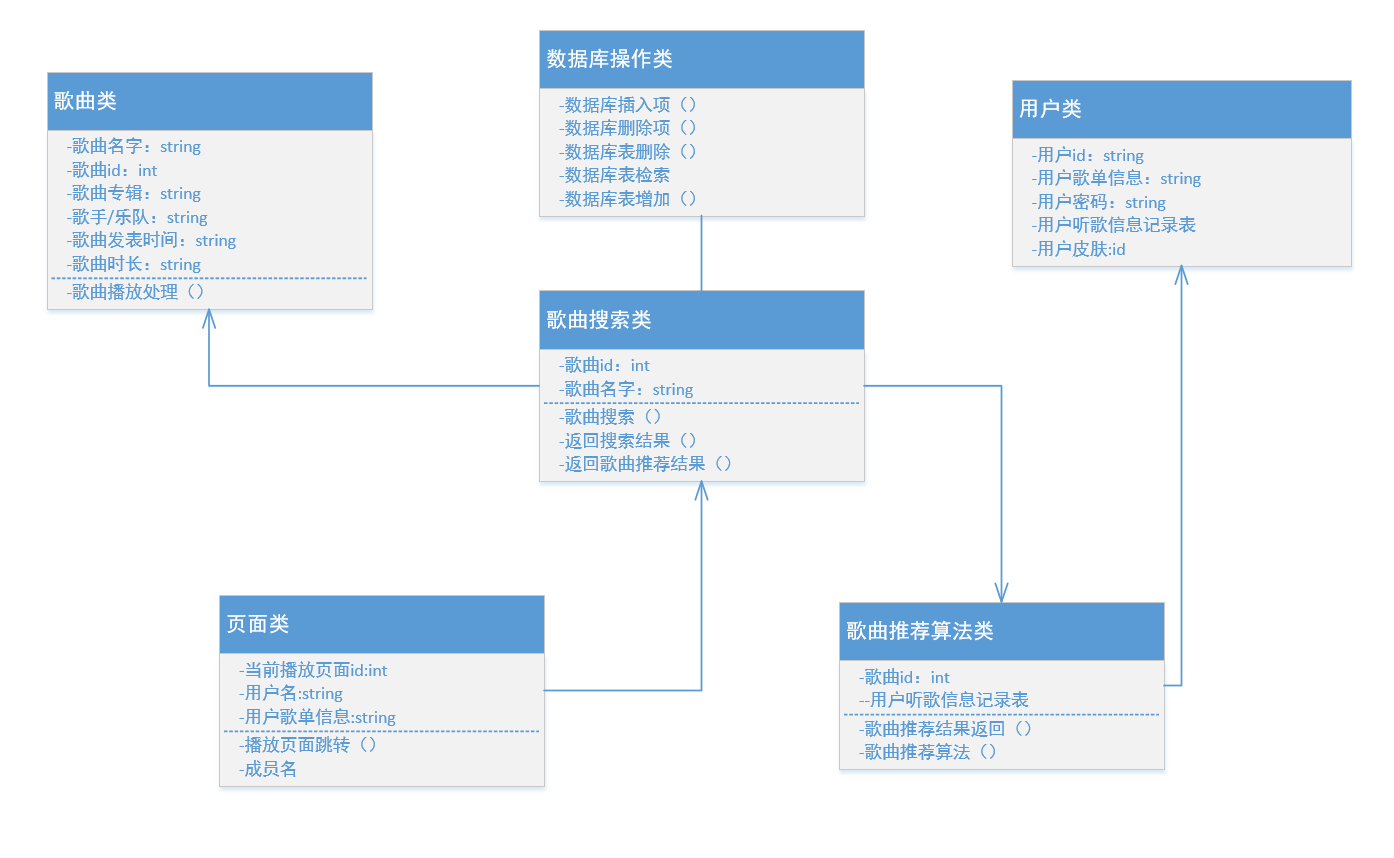 歌曲类
-歌曲名字：string
-歌曲id：int
-歌曲专辑：string
-歌手/乐队：string
-歌曲发表时间：string
-歌曲时长：string
-歌曲播放处理（）
数据库操作类
-数据库插入项（）
-数据库删除项（）
-数据库表删除（）
-数据库表检索
-数据库表增加（）
用户类
-用户id：string
-用户歌单信息：string
-用户密码：string
-用户听歌信息记录表
-用户皮肤:id
歌曲搜索类
-歌曲id：int
-歌曲名字：string
-歌曲搜索（）
-返回搜索结果（）
-返回歌曲推荐结果（）
页面类
-当前播放页面id:int
-用户名:string
-用户歌单信息:string
-播放页面跳转（）
-成员名
歌曲推荐算法类
-歌曲id：int
--用户听歌信息记录表
-歌曲推荐结果返回（）
-歌曲推荐算法（）